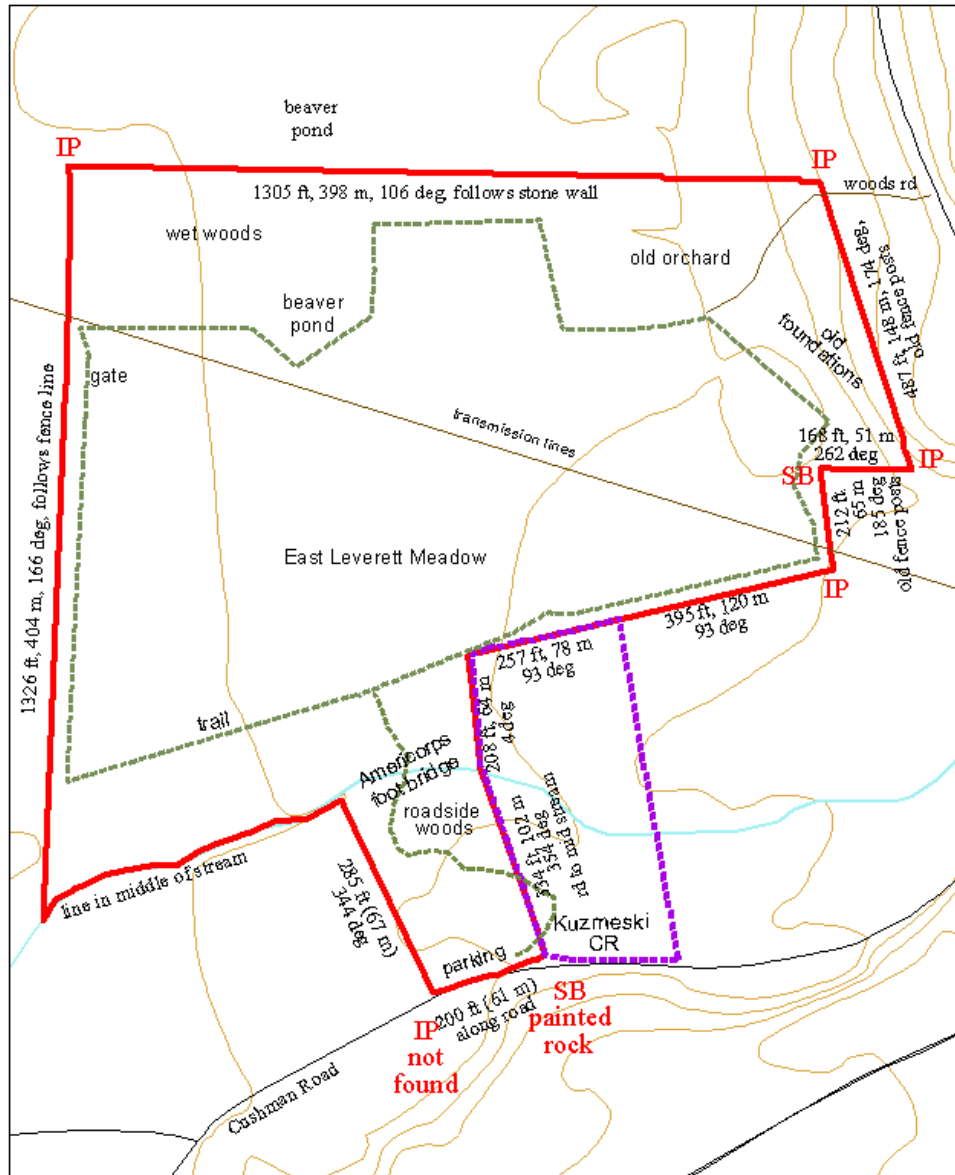 beaver
pond
IP
IP
1305 ft, 398 m, 106 deg, follows stone wall
woods rd
wet woods
old orchard
487 ft, 148 m, 174 deg,
old fence posts
beaver
pond
old
foundations
gate
transmission lines
168 ft, 51 m
262 deg
SB
IP
212 ft
65 m
185 deg
old fence posts
1326 ft, 404 m, 166 deg, follows fence line
East Leverett Meadow
IP
395 ft, 120 m
93 deg
257 ft, 78 m
93 deg
208 ft, 64 m
4 deg
trail
Americorps
foot bridge
roadside
woods
334 ft, 102 m
354 deg
rd to mid stream
line in middle of stream
285 ft (67 m)
344 deg
Kuzmeski
CR
parking
200 ft (61 m)
along road
IP
not
found
SB
painted
rock
Cushman Road